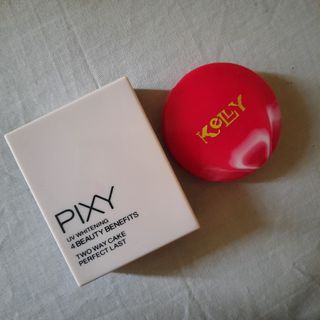 PIXY
UV WHITENING
4 BEAUTY BENEFITS
TWO WAY CAKE
PERFECT LAST
KeLLY